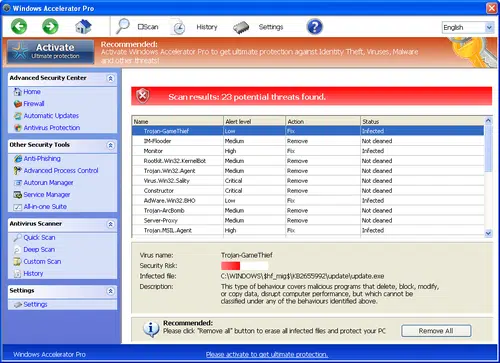 Windows Accelerator Pro
Scan
History
Settings
English
Activate
Ultimate protection
Recommended:
Activate Windows Accelerator Pro to get ultimate protection against Identity Theft, Viruses, Malware
and other threats!
Advanced Security Center
Home
Firewall
Automatic Updates
Antivirus Protection
Other Security Tools
Anti-Phishing
Advanced Process Control
Autorun Manager
Service Manager
All-in-one Suite
Antivirus Scanner
Quick Scan
Deep Scan
Custom Scan
History
Settings
Settings
Scan results: 23 potential threats found.
Name Alert level Action Status
Trojan-GameThief Low Fix Infected
IM-Flooder Medium Remove Not cleaned
Monitor High Fix Infected
Rootkit.Win32.KernelBot Medium Remove Not cleaned
Trojan.Win32.Agent Medium Remove Not cleaned
Virus.Win32.Sality Critical Remove Not cleaned
Constructor Critical Remove Not cleaned
AdWare.Win32.BHO Low Fix Infected
Trojan-ArcBomb Medium Remove Not cleaned
Server-Proxy Medium Remove Not cleaned
Trojan.MSIL.Agent High Fix Infected
Virus name: Trojan-GameThief
Security Risk:
Infected file: C:\WINDOWS\$hf_mig$\KB2655992\update\update.exe
Description: This type of behaviour covers malicious programs that delete, block, modify,
or copy data, disrupt computer performance, but which cannot be
classified under any of the behaviours identified above.
Recommended:
Please click "Remove all" button to erase all infected files and protect your PC
Remove All
Windows Accelerator Pro
Please activate to get ultimate protection.